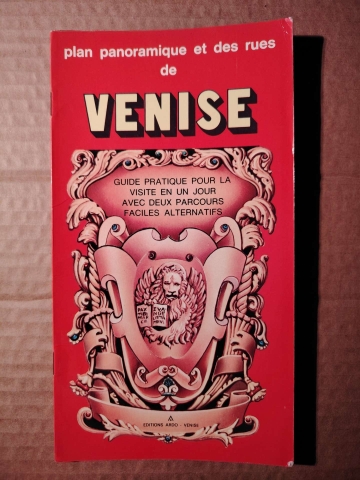 plan panoramique et des rues
de
VENISE
GUIDE PRATIQUE POUR LA
VISITE EN UN JOUR
AVEC DEUX PARCOURS
FACILES ALTERNATIFS
EDITIONS ARDO - VENISE